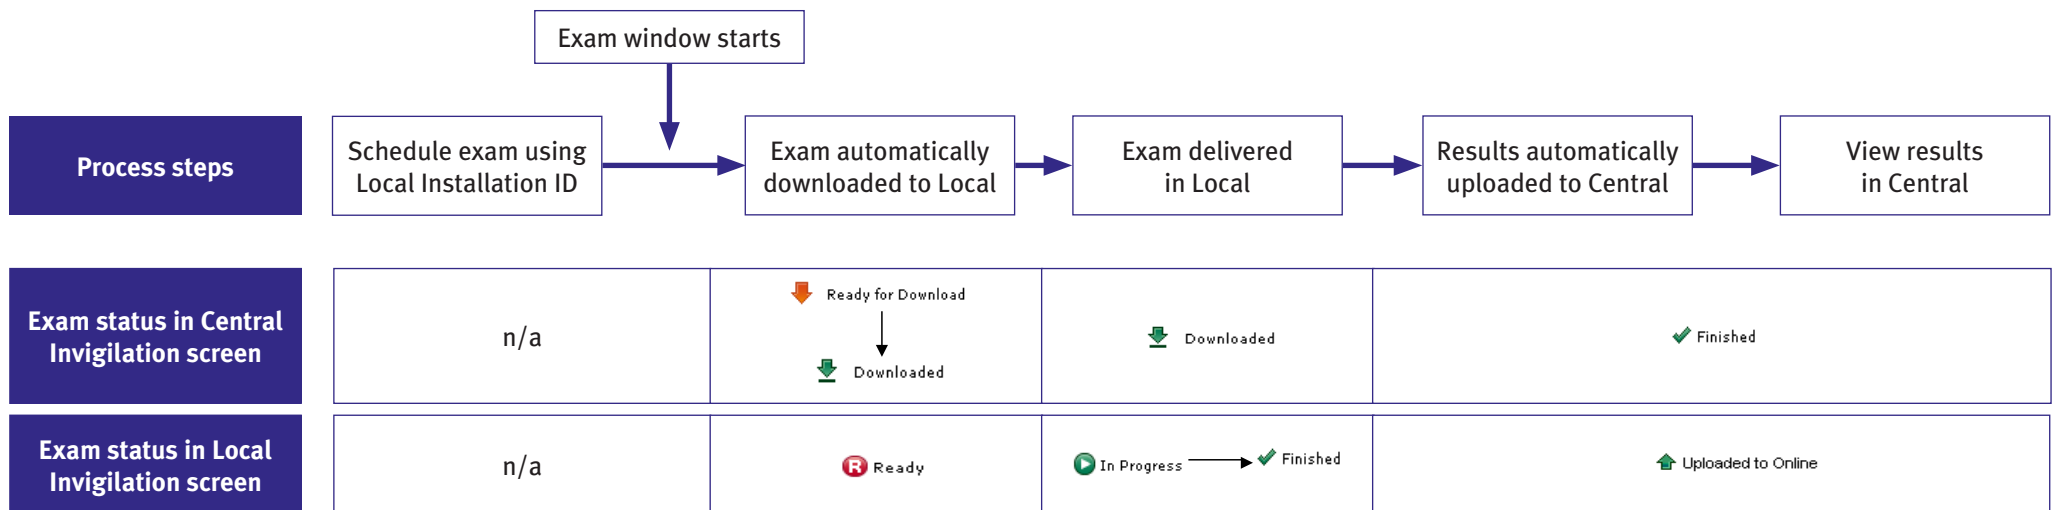 Exam window starts
Process steps
Schedule exam using
Local Installation ID
Exam automatically
downloaded to Local
Exam delivered
in Local
Results automatically
uploaded to Central
View results
in Central
Exam status in Central
Invigilation screen
n/a
Ready for Download
Downloaded
Downloaded
Finished
Exam status in Local
Invigilation screen
n/a
R Ready
In Progress
Finished
Uploaded to Online